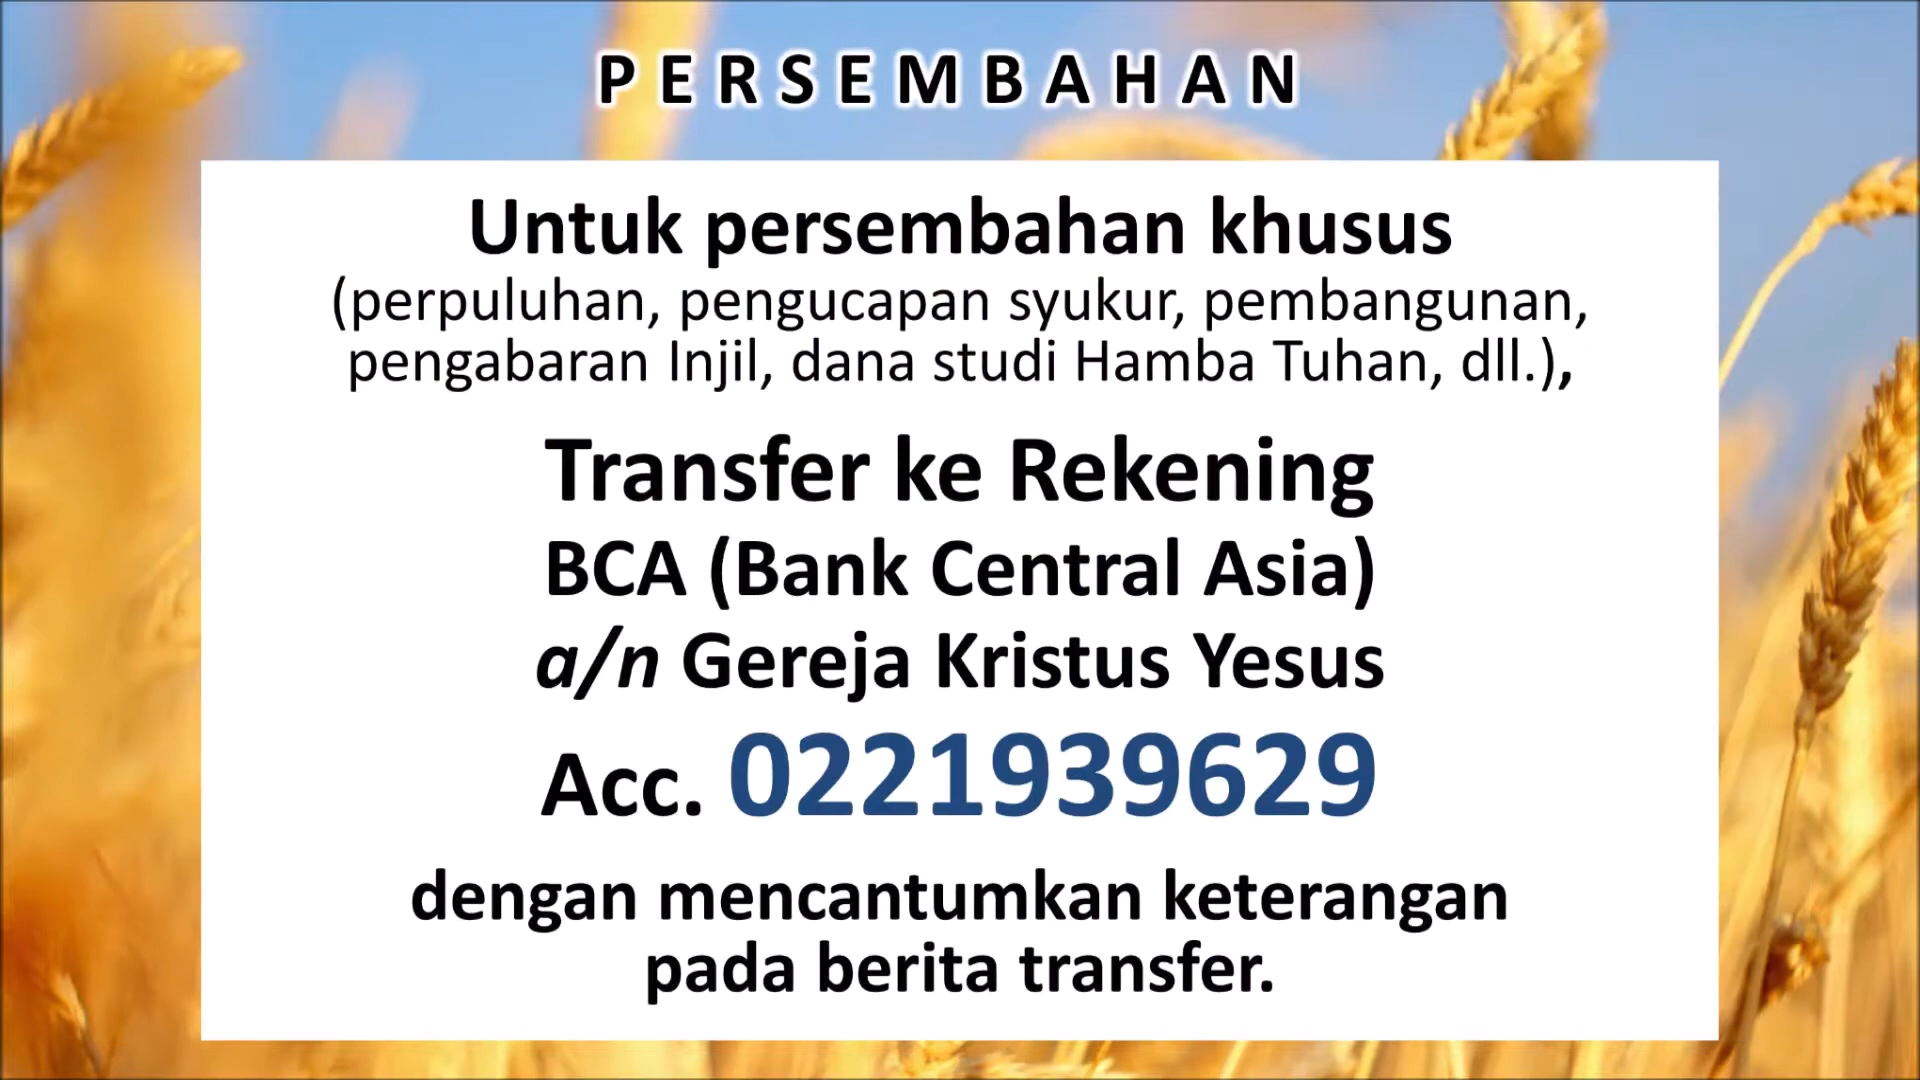 PERSEMBAHAN
Untuk persembahan khusus
(perpuluhan, pengucapan syukur, pembangunan,
pengabaran Injil, dana studi Hamba Tuhan, dll.),
Transfer ke Rekening
BCA (Bank Central Asia)
a/n Gereja Kristus Yesus
Acc. 0221939629
dengan mencantumkan keterangan
pada berita transfer.